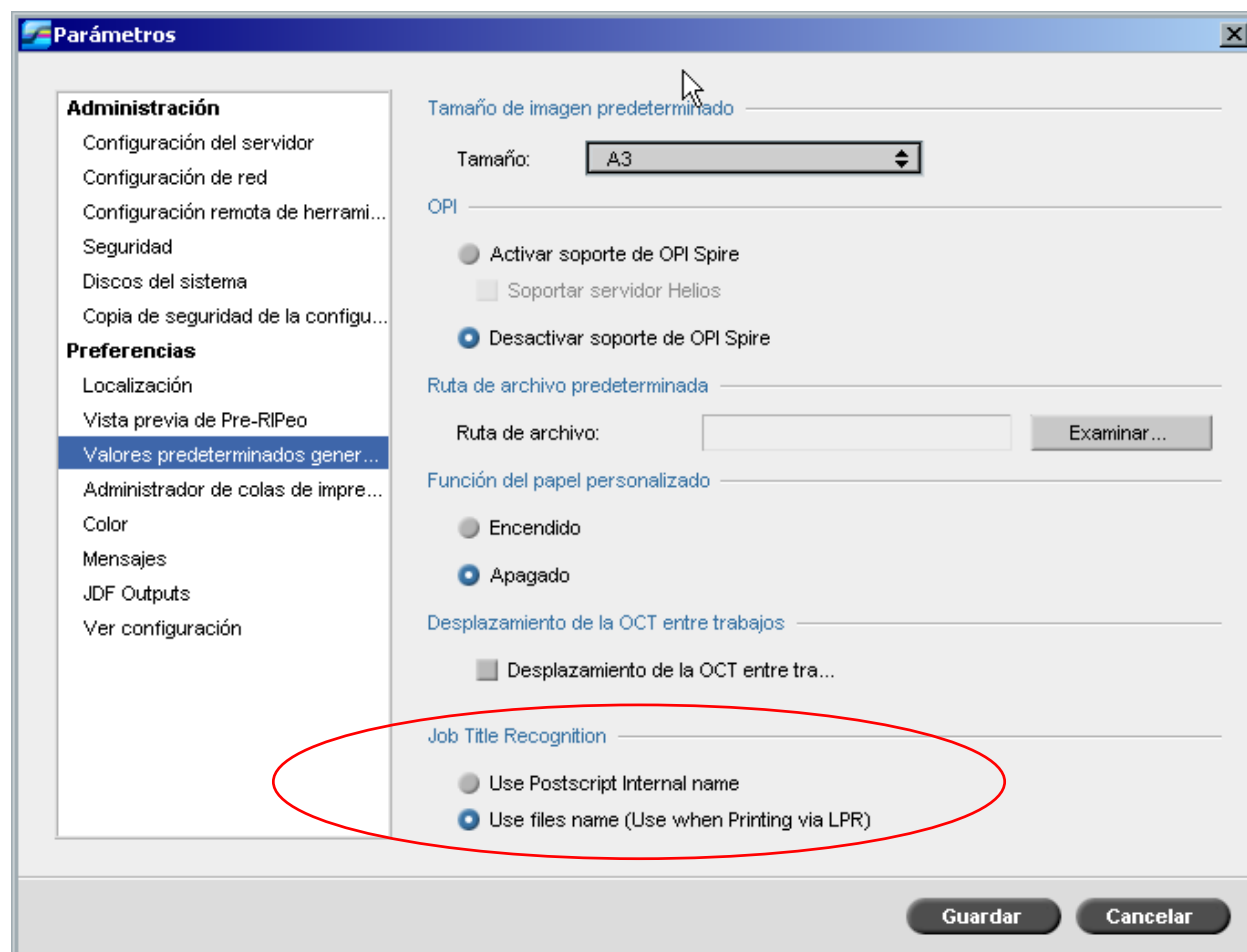 Parámetros
Administración
Configuración del servidor
Configuración de red
Configuración remota de herrami...
Seguridad
Discos del sistema
Copia de seguridad de la configu...
Preferencias
Localización
Vista previa de Pre-RIPeo
Valores predeterminados gener...
Administrador de colas de impre...
Color
Mensajes
JDF Outputs
Ver configuración
Tamaño de imagen predeterminado
Tamaño: A3
OPI
Activar soporte de OPI Spire
Soportar servidor Helios
Desactivar soporte de OPI Spire
Ruta de archivo predeterminada
Ruta de archivo: Examinar...
Función del papel personalizado
Encendido
Apagado
Desplazamiento de la OCT entre trabajos
Desplazamiento de la OCT entre tra...
Job Title Recognition
Use Postscript Internal name
Use files name (Use when Printing via LPR)
Guardar Cancelar